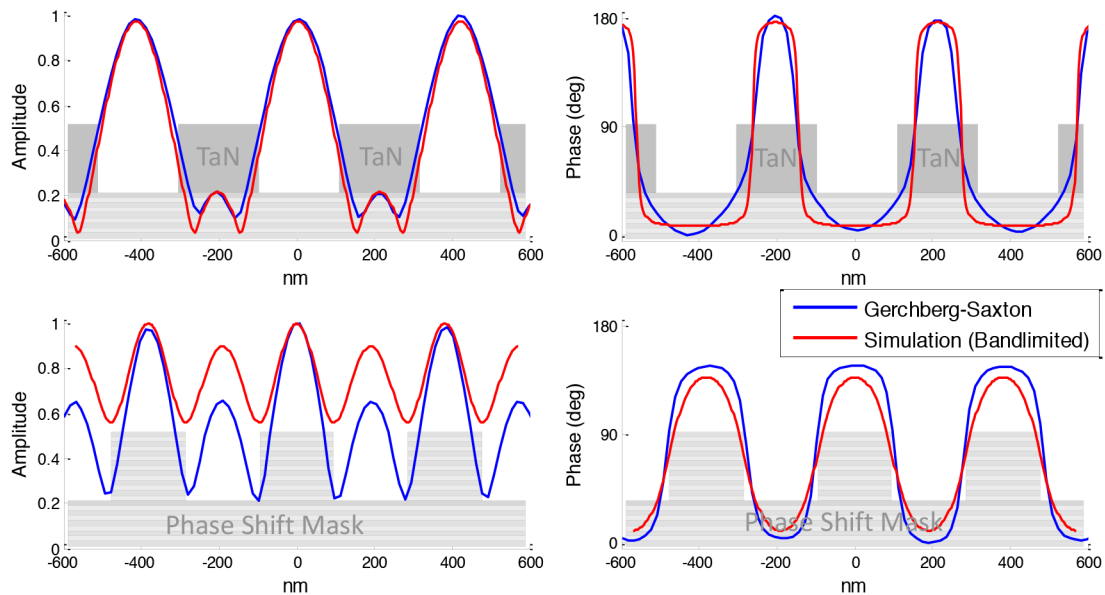 Amplitude
1
0.8
0.6
0.4
0.2
0
TaN TaN
-600 -400 -200 0 200 400 600
nm
Phase (deg)
180
90
0
TaN TaN
-600 -400 -200 0 200 400 600
nm
Amplitude
1
0.8
0.6
0.4
0.2
0
Phase Shift Mask
-600 -400 -200 0 200 400 600
nm
Gerchberg-Saxton
Simulation (Bandlimited)
Phase (deg)
180
90
0
Phase Shift Mask
-600 -400 -200 0 200 400 600
nm